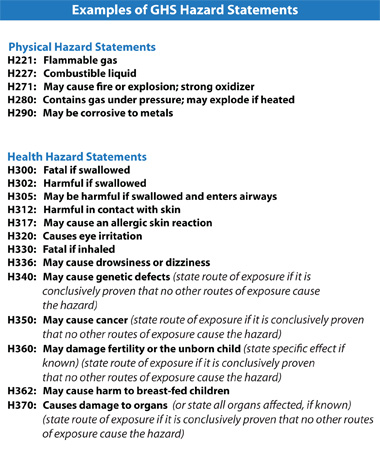 Examples of GHS Hazard Statements
Physical Hazard Statements
H221: Flammable gas
H227: Combustible liquid
H271: May cause fire or explosion; strong oxidizer
H280: Contains gas under pressure; may explode if heated
H290: May be corrosive to metals
Health Hazard Statements
H300: Fatal if swallowed
H302: Harmful if swallowed
H305: May be harmful if swallowed and enters airways
H312: Harmful in contact with skin
H317: May cause an allergic skin reaction
H320: Causes eye irritation
H330: Fatal if inhaled
H336: May cause drowsiness or dizziness
H340: May cause genetic defects (state route of exposure if it is
conclusively proven that no other routes of exposure cause
the hazard)
H350: May cause cancer (state route of exposure if it is conclusively proven
that no other routes of exposure cause the hazard)
H360: May damage fertility or the unborn child (state specific effect if
known) (state route of exposure if it is conclusively proven
that no other routes of exposure cause the hazard)
H362: May cause harm to breast-fed children
H370: Causes damage to organs (or state all organs affected, if known)
(state route of exposure if it is conclusively proven that no other routes
of exposure cause the hazard)